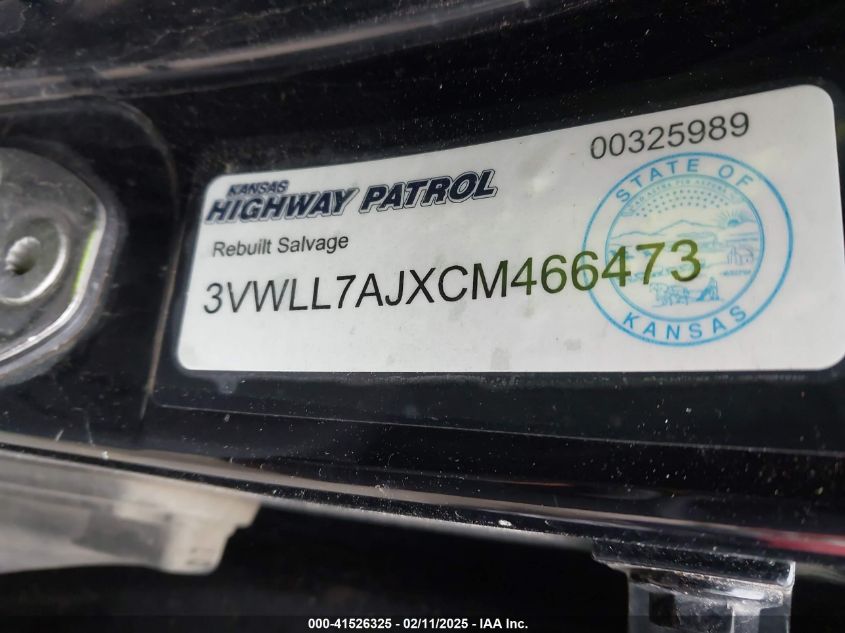 00325989
KANSAS
HIGHWAY PATROL
Rebuilt Salvage
3VWLL7AJXCM466473
STATE OF
KANSAS
000-41526325 - 02/11/2025 - IAA Inc.